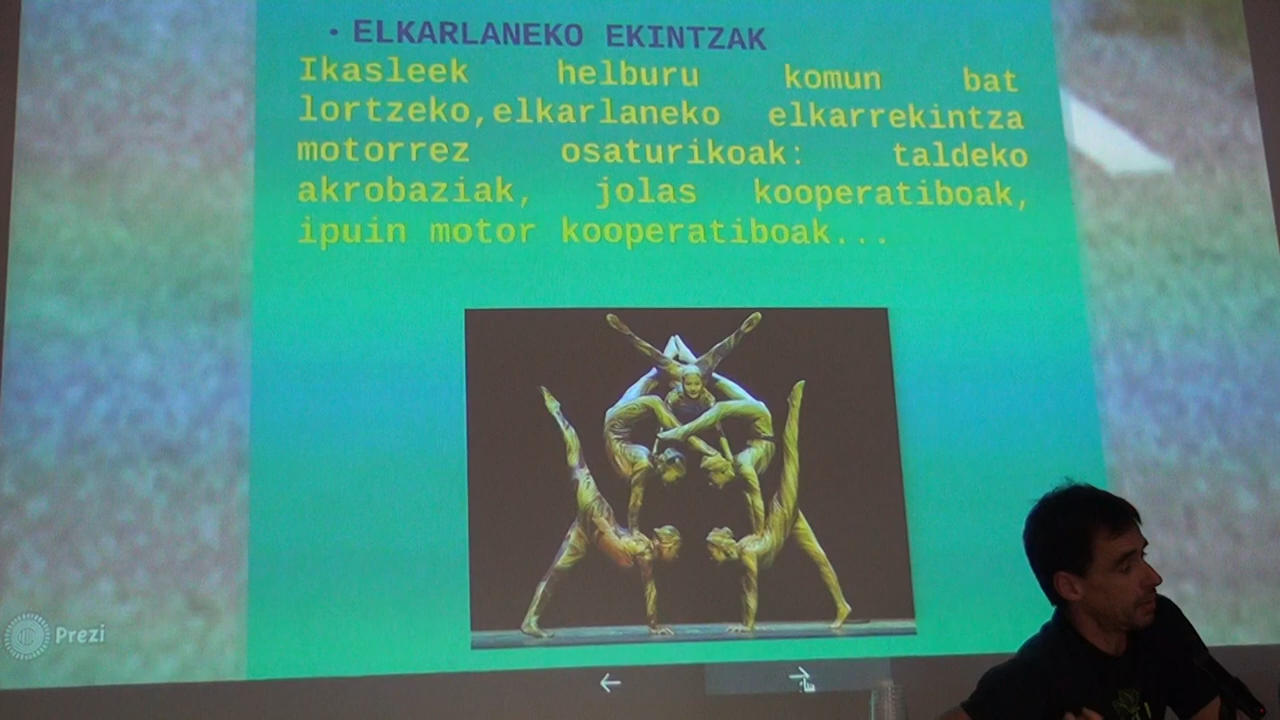 • ELKARLANEKO EKINTZAK
Ikasleek helburu komun bat
lortzeko,elkarlaneko elkarrekintza
motorrez osaturikoak: taldeko
akrobaziak, jolas kooperatiboak,
ipuin motor kooperatiboak...
Prezi